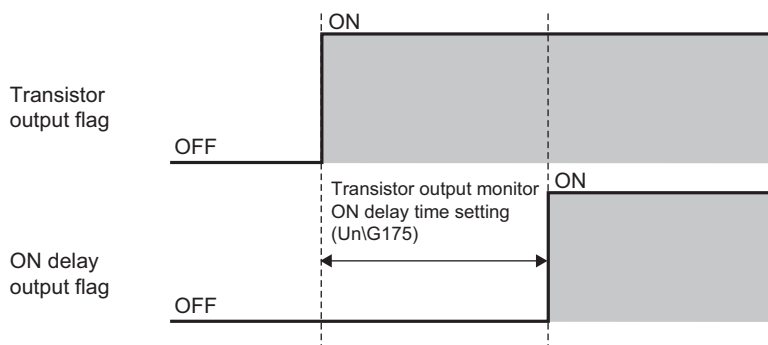 ON
Transistor
output flag
OFF
Transistor output monitor
ON delay time setting
(Un\G175)
ON
ON delay
output flag
OFF